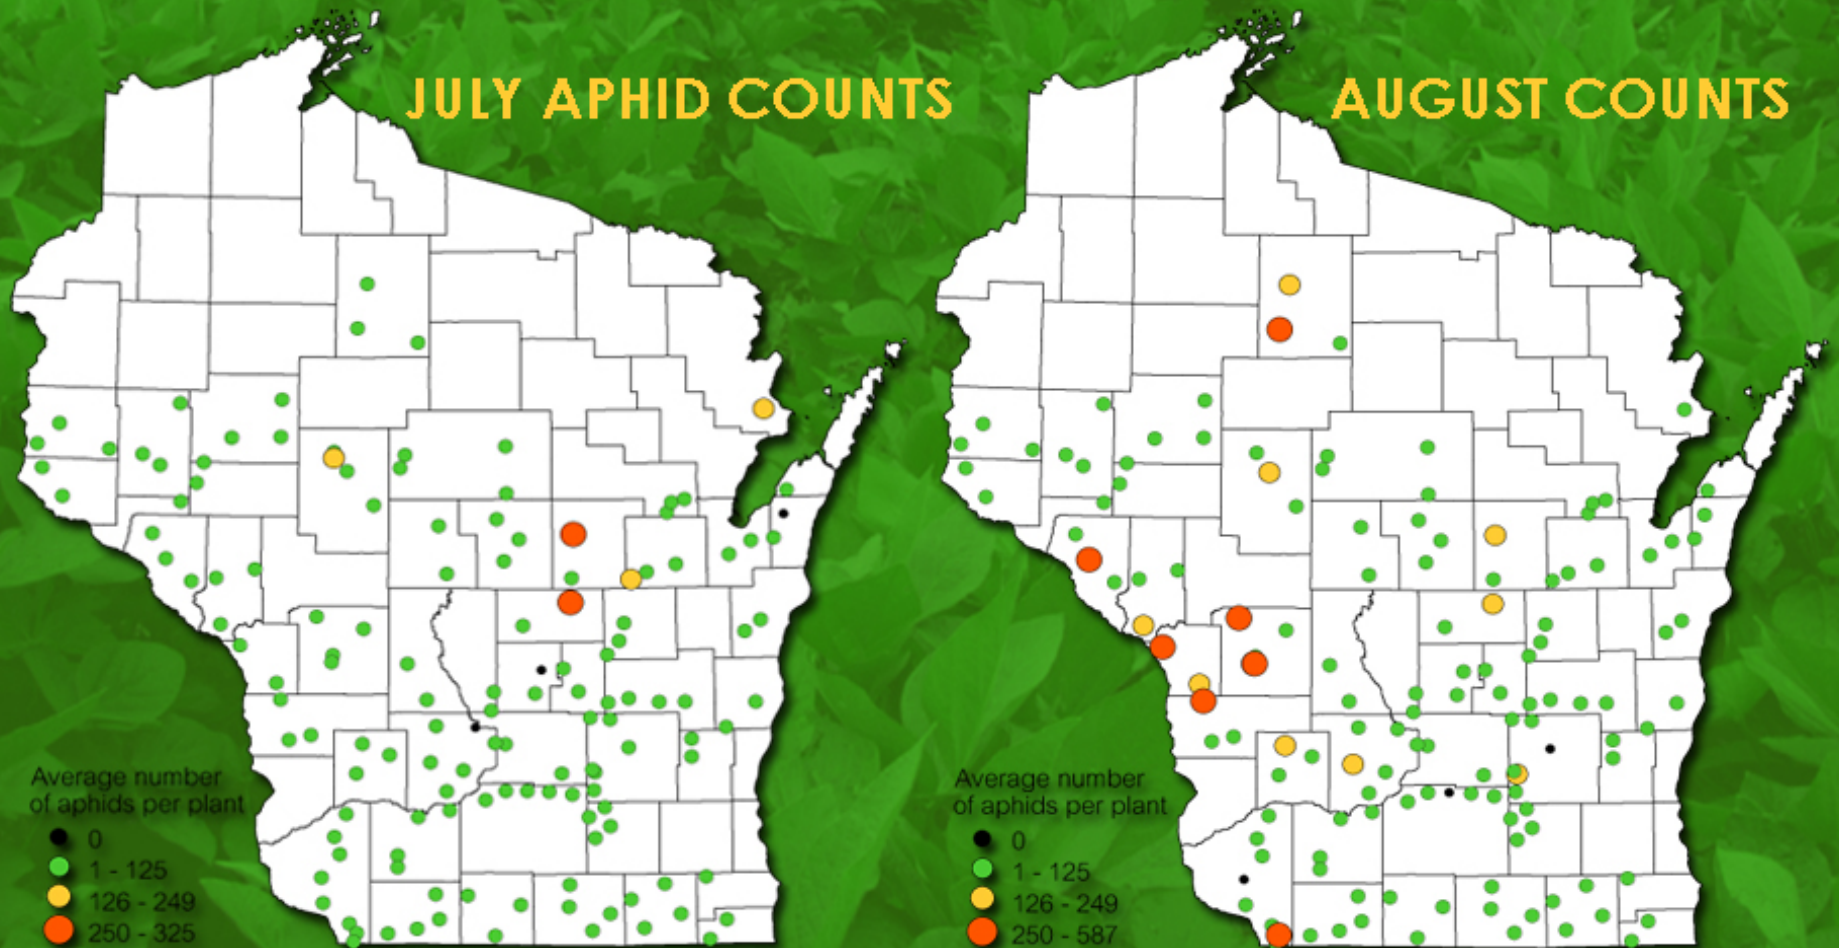 JULY APHID COUNTS
Average number
of aphids per plant
0
1 - 125
126 - 249
250 - 325
AUGUST COUNTS
Average number
of aphids per plant
0
1 - 125
126 - 249
250 - 587